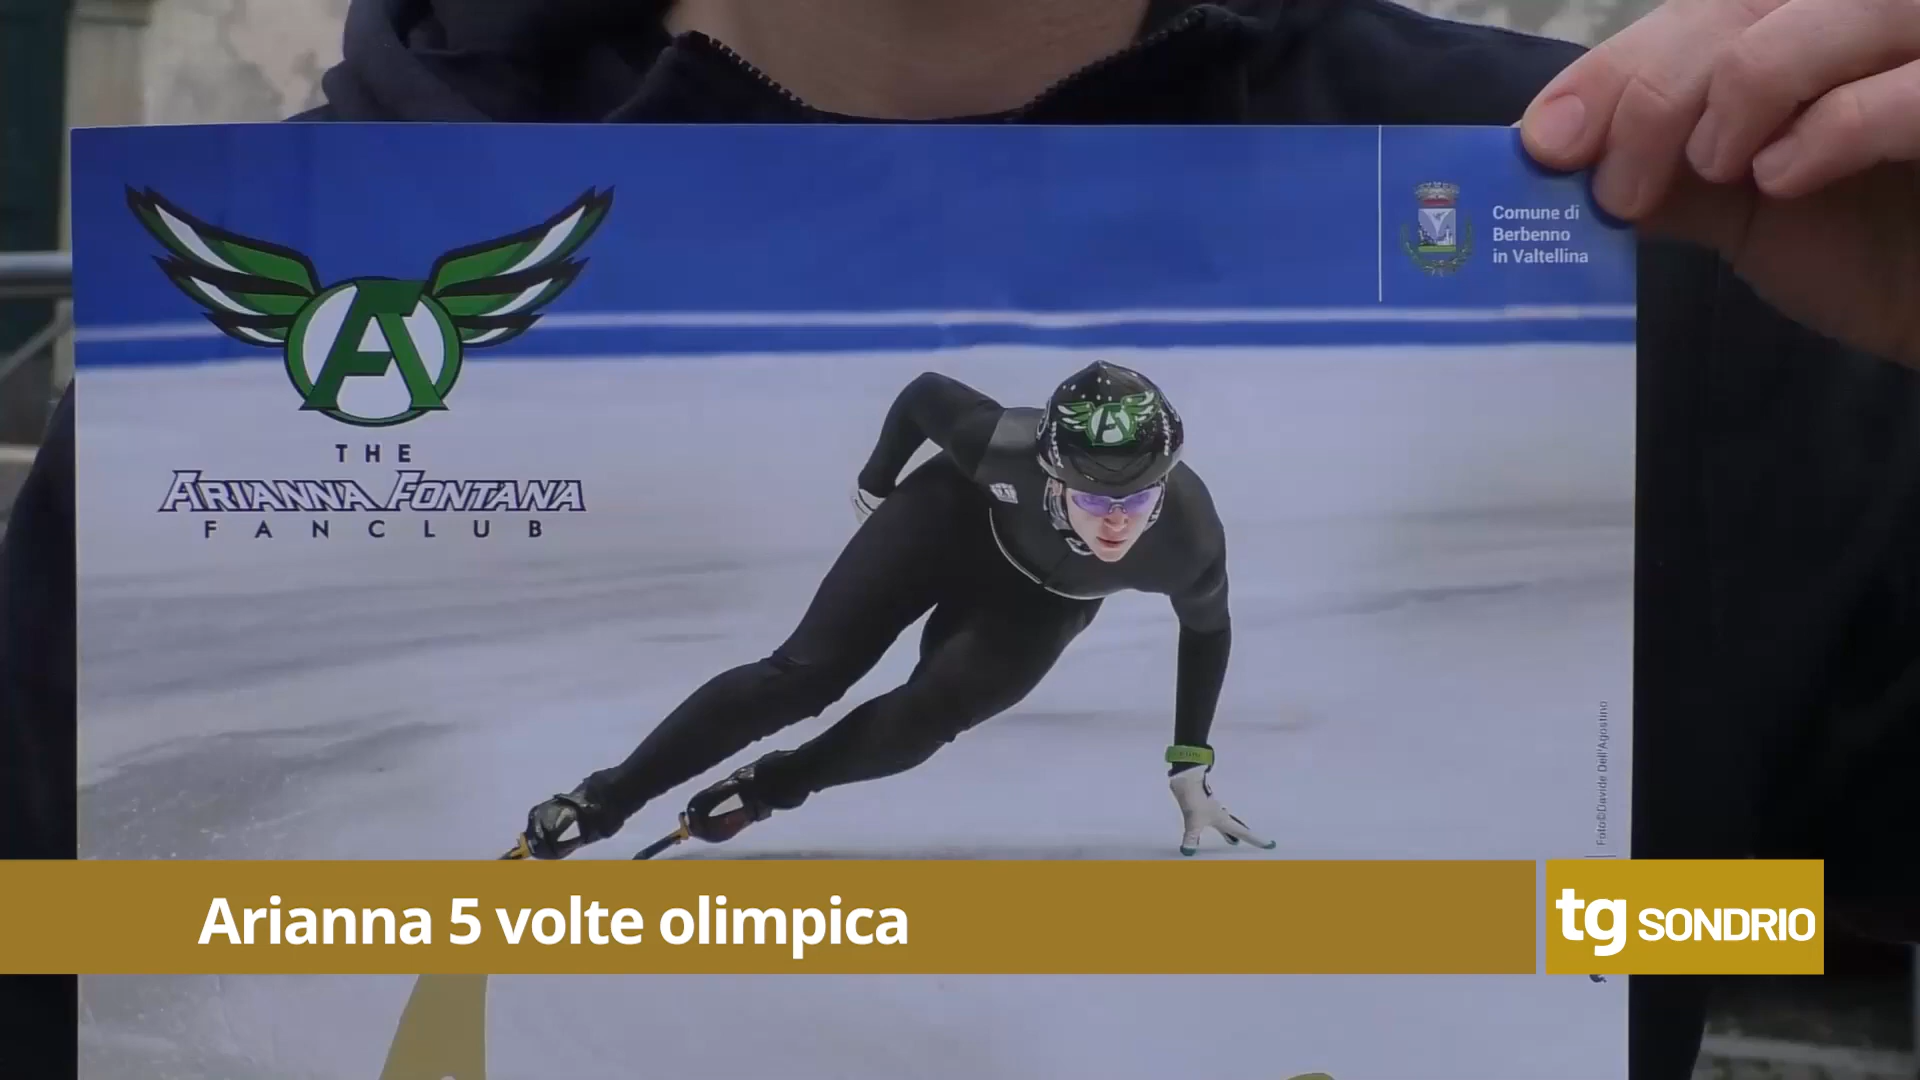 Comune di
Berbenno
in Valtellina
A
THE
ARIANNA FONTANA
FANCLUB
A
Foto©Davide Dell'Agostino
Arianna 5 volte olimpica
tg SONDRIO